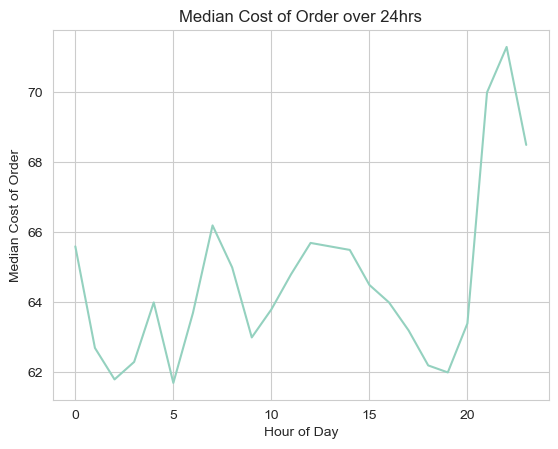 Median Cost of Order over 24hrs
Median Cost of Order
70
68
66
64
62
0 5 10 15 20
Hour of Day